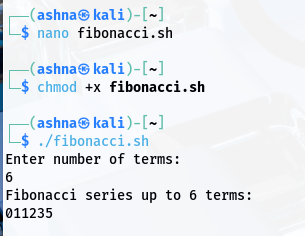 ┌──(ashna㉿kali)-[~]
└─$ nano fibonacci.sh
┌──(ashna㉿kali)-[~]
└─$ chmod +x fibonacci.sh
┌──(ashna㉿kali)-[~]
└─$ ./fibonacci.sh
Enter number of terms:
6
Fibonacci series up to 6 terms:
011235